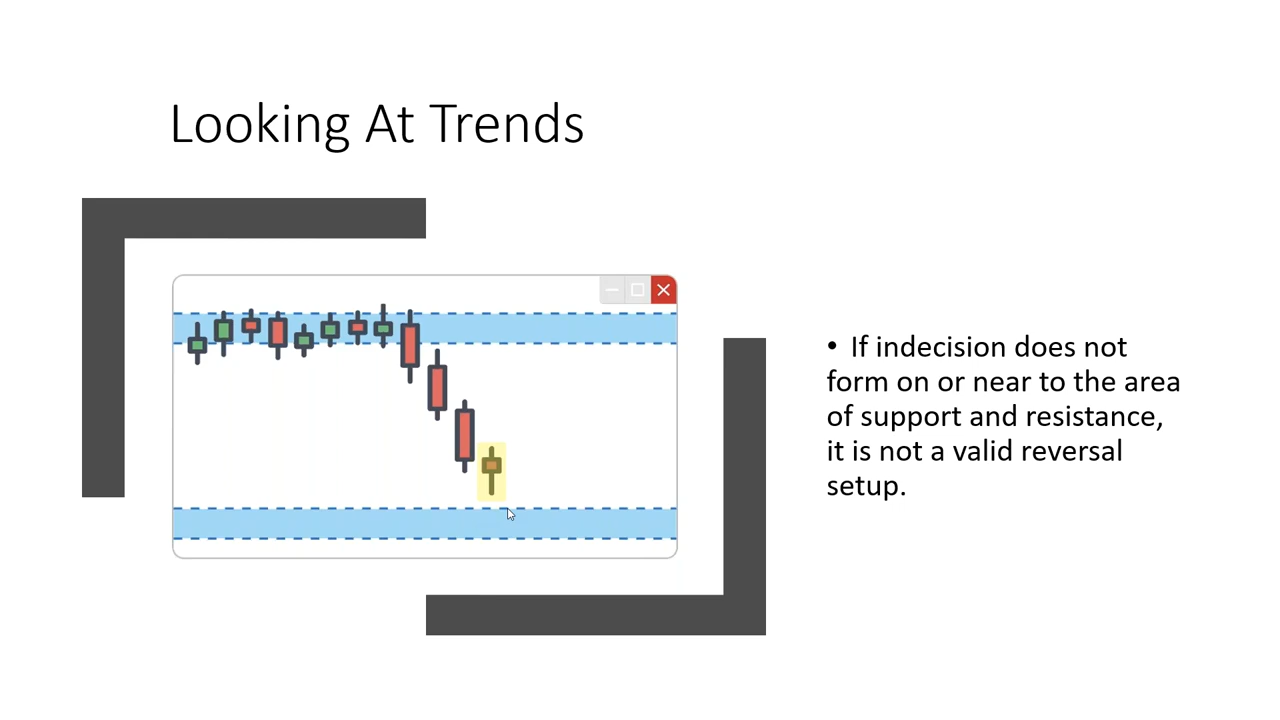 Looking At Trends
• If indecision does not
form on or near to the area
of support and resistance,
it is not a valid reversal
setup.